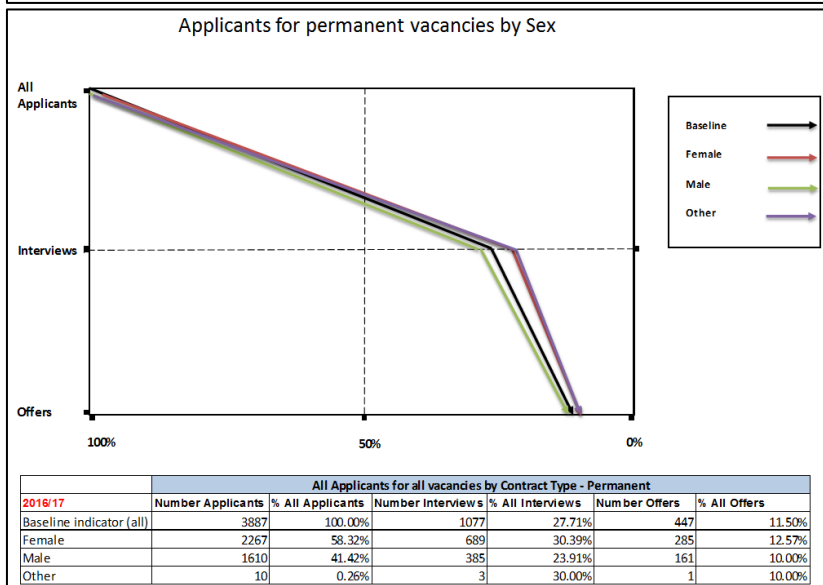 Applicants for permanent vacancies by Sex
All
Applicants
Interviews
Offers
100%
50%
0%
Baseline
Female
Male
Other
All Applicants for all vacancies by Contract Type - Permanent
2016/17 Number Applicants % All Applicants Number Interviews % All Interviews Number Offers % All Offers
Baseline indicator (all) 3887 100.00% 1077 27.71% 447 11.50%
Female 2267 58.32% 689 30.39% 285 12.57%
Male 1610 41.42% 385 23.91% 161 10.00%
Other 10 0.26% 3 30.00% 1 10.00%